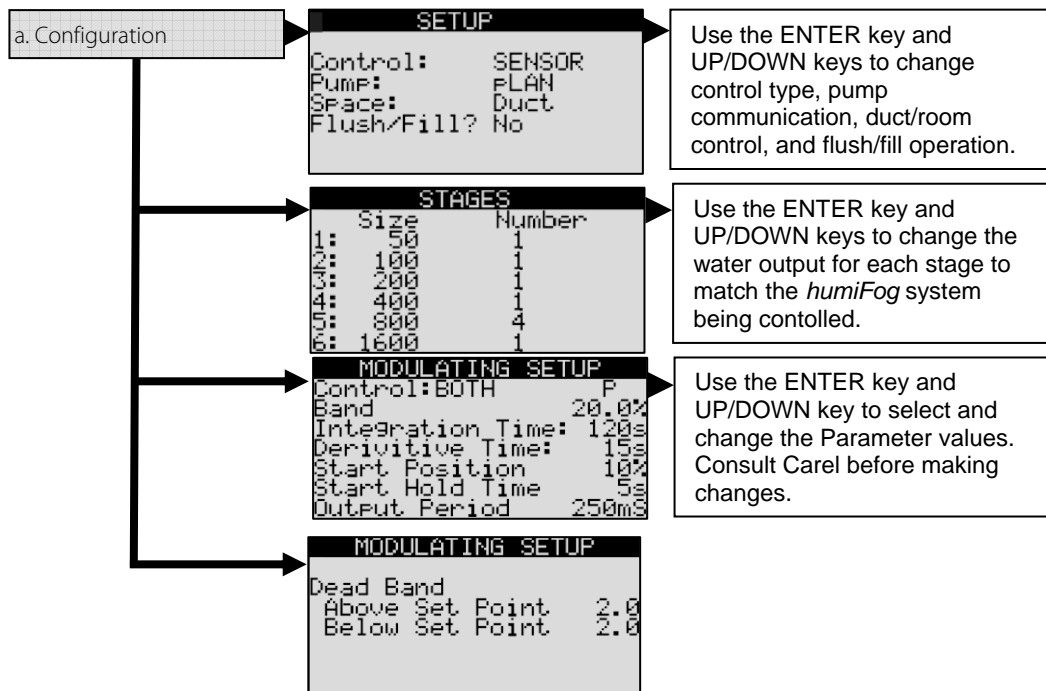 a. Configuration
SETUP
Control: SENSOR
Pump: pLAN
Space: Duct
Flush/Fill? No
Use the ENTER key and
UP/DOWN keys to change
control type, pump
communication, duct/room
control, and flush/fill operation.
STAGES
Size Number
1: 50 1
2: 100 1
3: 200 1
4: 400 1
5: 800 4
6: 1600 1
Use the ENTER key and
UP/DOWN keys to change the
water output for each stage to
match the humiFog system
being contolled.
MODULATING SETUP
Control:BOTH P
Band 20.0%
Integration Time: 120s
Derivitive Time: 15s
Start Position 10%
Start Hold Time 5s
Output Period 250mS
Use the ENTER key and
UP/DOWN key to select and
change the Parameter values.
Consult Carel before making
changes.
MODULATING SETUP
Dead Band
Above Set Point 2.0
Below Set Point 2.0